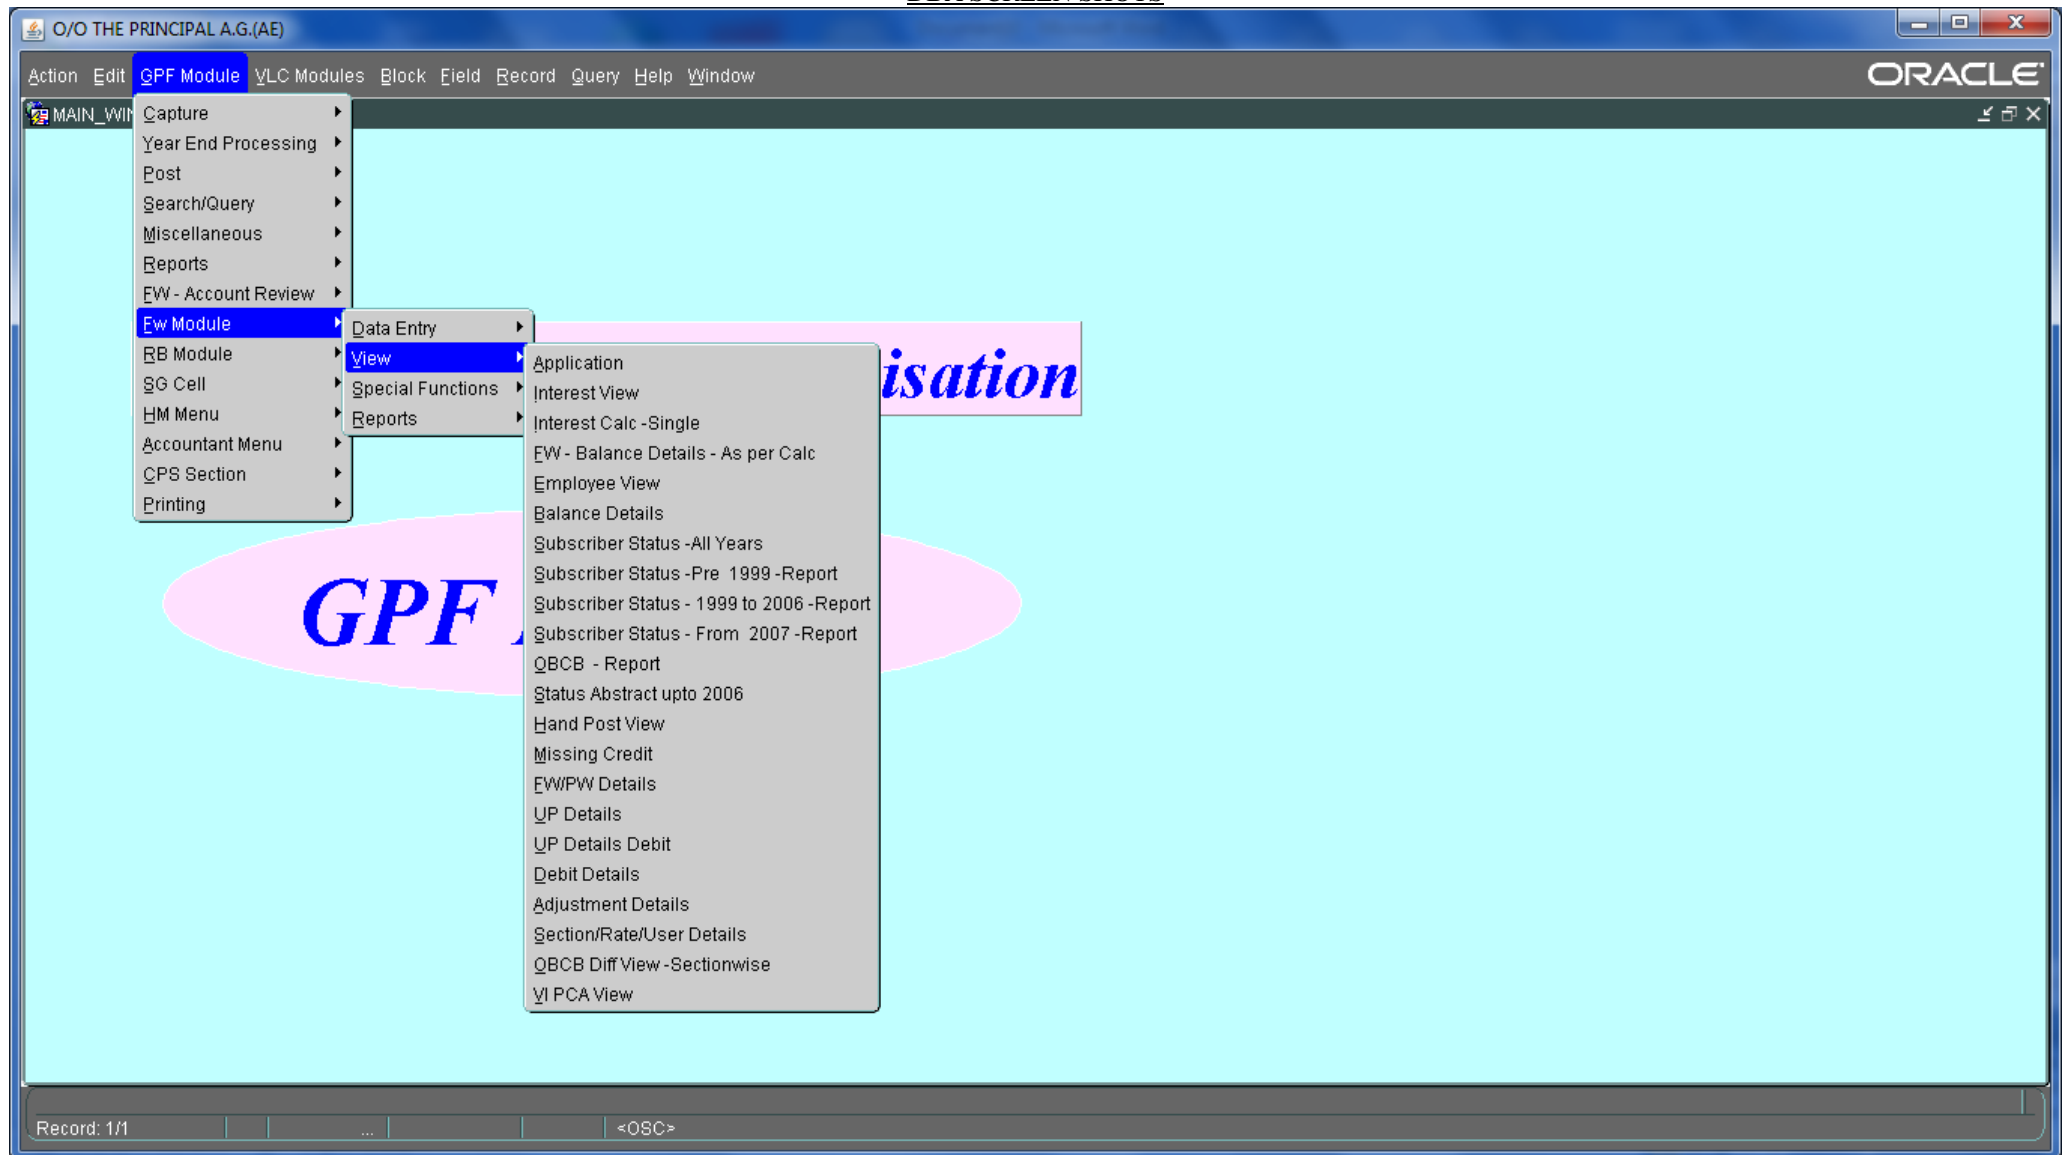 O/O THE PRINCIPAL A.G.(AE)
Action Edit GPF Module VLC Modules Block Field Record Query Help Window
ORACLE
Capture
Year End Processing
Post
Search/Query
Miscellaneous
Reports
FW - Account Review
Fw Module
RB Module
SG Cell
HM Menu
Accountant Menu
CPS Section
Printing
Data Entry
View
Special Functions
Reports
Application
Interest View
Interest Calc -Single
FW - Balance Details - As per Calc
Employee View
Balance Details
Subscriber Status -All Years
Subscriber Status -Pre 1999 -Report
Subscriber Status - 1999 to 2006 -Report
Subscriber Status - From 2007 -Report
OBCB - Report
Status Abstract upto 2006
Hand Post View
Missing Credit
FW/PW Details
UP Details
UP Details Debit
Debit Details
Adjustment Details
Section/Rate/User Details
OBCB Diff View -Sectionwise
VI PCA View
isation
GPF
Record: 1/1 ... <OSC>